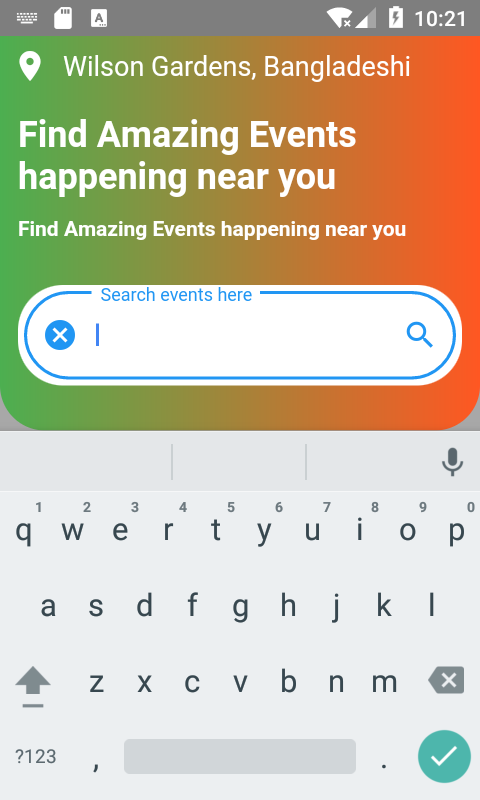 10:21
Wilson Gardens, Bangladeshi
Find Amazing Events
happening near you
Find Amazing Events happening near you
Search events here
1 2 3 4 5 6 7 8 9 0
q w e r t y u i o p
a s d f g h j k l
z x c v b n m
?123 , .